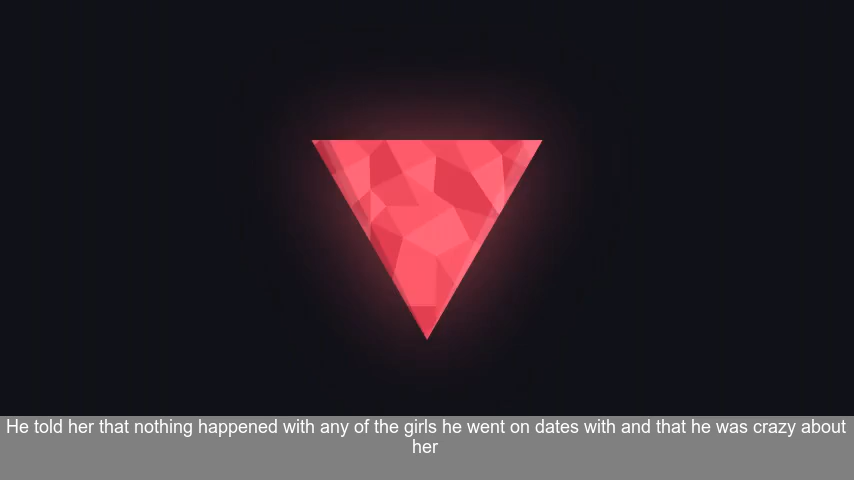 He told her that nothing happened with any of the girls he went on dates with and that he was crazy about
her